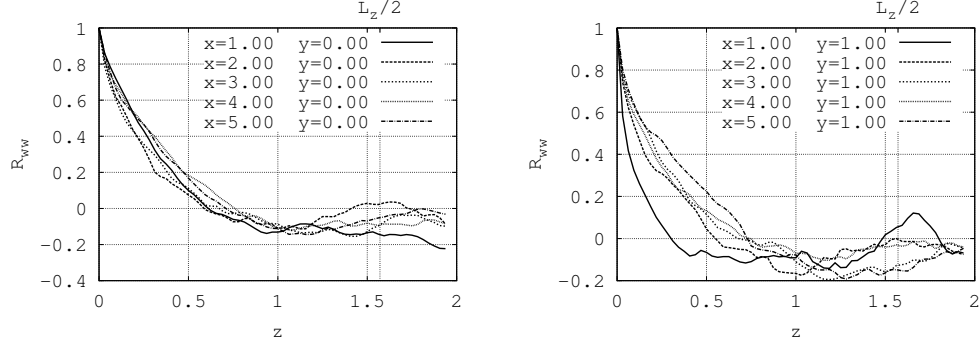 L_z/2
1
0.8
0.6
0.4
0.2
0
−0.2
−0.4
R_ww
x=1.00 y=0.00
x=2.00 y=0.00
x=3.00 y=0.00
x=4.00 y=0.00
x=5.00 y=0.00
0 0.5 1 1.5 2
z
L_z/2
1
0.8
0.6
0.4
0.2
0
−0.2
R_ww
x=1.00 y=1.00
x=2.00 y=1.00
x=3.00 y=1.00
x=4.00 y=1.00
x=5.00 y=1.00
0 0.5 1 1.5 2
z